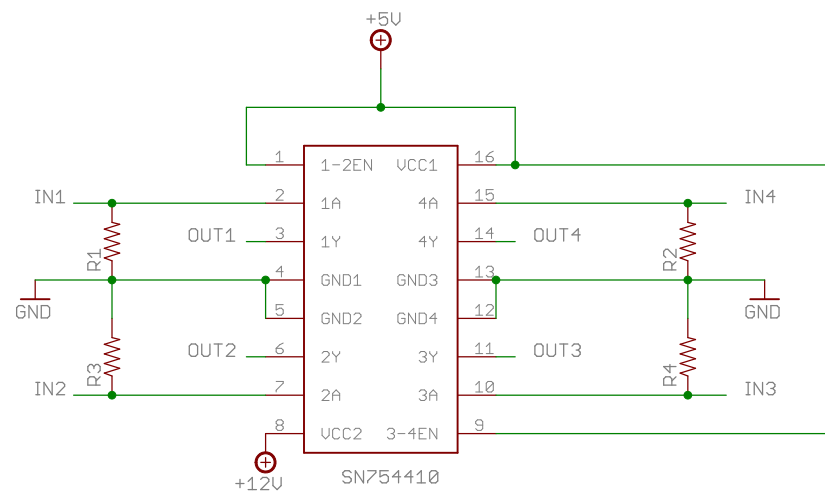 +5V
1 1-2EN VCC1 16
IN1 2 1A 4A 15 IN4
OUT1 3 1Y 4Y 14 OUT4
R1 R2
4 GND1 GND3 13
GND 5 GND2 GND4 12 GND
OUT2 6 2Y 3Y 11 OUT3
R3 R4
IN2 7 2A 3A 10 IN3
8 VCC2 3-4EN 9
+12V SN754410